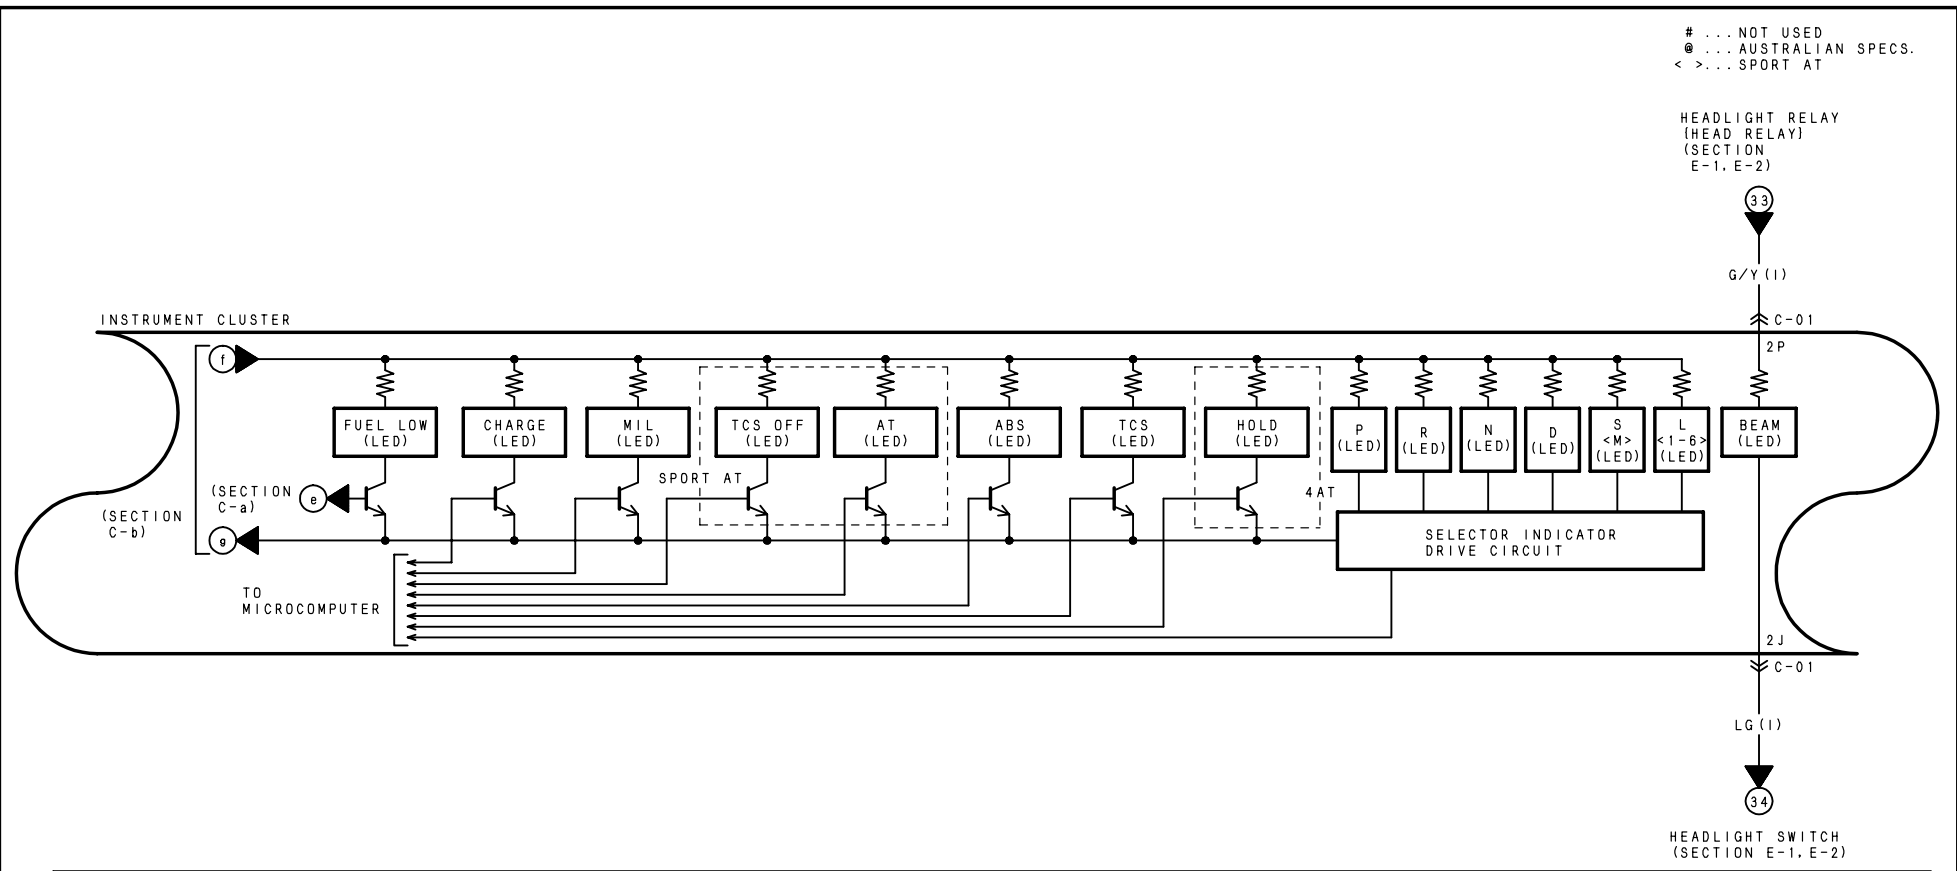 # ... NOT USED
@ ... AUSTRALIAN SPECS.
< >... SPORT AT
HEADLIGHT RELAY
(HEAD RELAY)
(SECTION
E-1, E-2)
33
G/Y (I)
INSTRUMENT CLUSTER
C-01
2P
f
FUEL LOW
(LED)
CHARGE
(LED)
MIL
(LED)
TCS OFF
(LED)
AT
(LED)
ABS
(LED)
TCS
(LED)
HOLD
(LED)
P
(LED)
R
(LED)
N
(LED)
D
(LED)
S
<M>
(LED)
L
<1-6>
(LED)
BEAM
(LED)
SPORT AT
4AT
(SECTION
C-a)
e
(SECTION
C-b)
g
SELECTOR INDICATOR
DRIVE CIRCUIT
TO
MICROCOMPUTER
2J
C-01
LG (I)
34
HEADLIGHT SWITCH
(SECTION E-1, E-2)